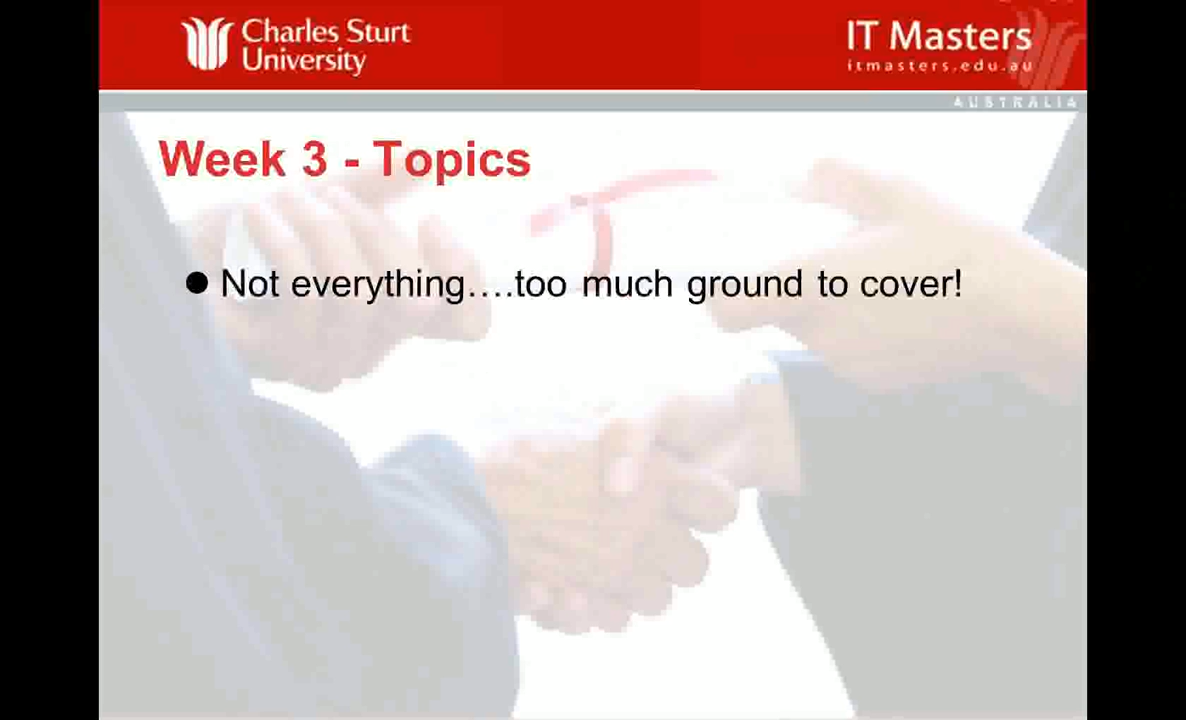 Charles Sturt
University
IT Masters
itmasters.edu.au
AUSTRALIA
Week 3 - Topics
● Not everything….too much ground to cover!